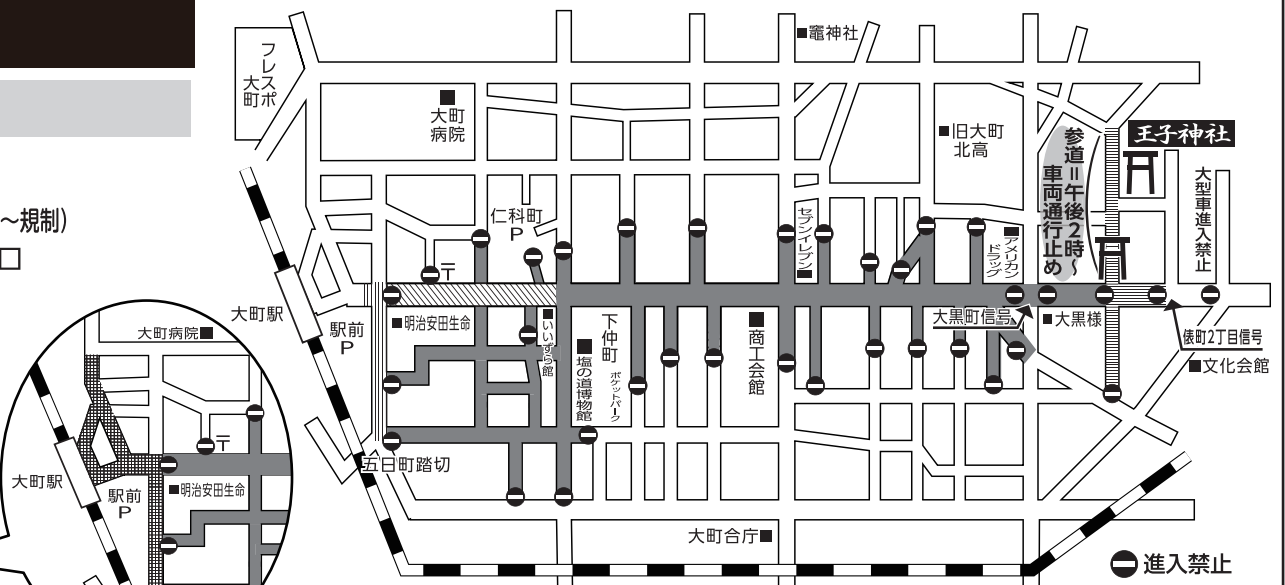 フレスポ
大町
大町
病院
竈神社
旧大町
北高
王子神社
参道＝午後２時〜
車両通行止め
大型車進入禁止
〜規制）
仁科町
P
〒
セブンイレブン
アメリカン
ドラッグ
大町駅
駅前
P
明治安田生命
いいずら館
塩の道博物館
下仲町
ポケットパーク
商工会館
大黒町信号
大黒様
俵町2丁目信号
文化会館
五日町踏切
大町合庁
進入禁止
大町病院
〒
大町駅
駅前
P
明治安田生命